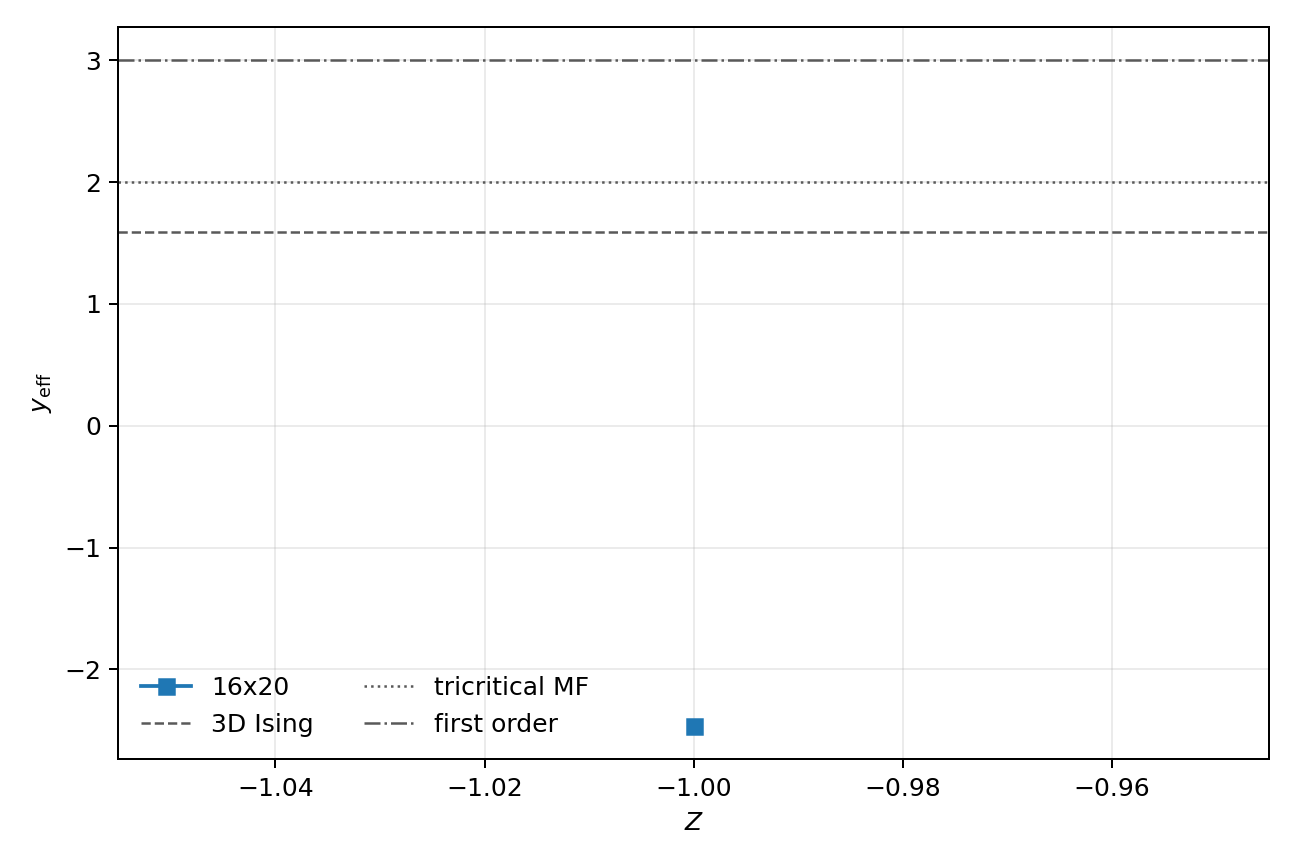 3
2
1
0
−1
−2
y_eff
16x20
3D Ising
tricritical MF
first order
−1.04
−1.02
−1.00
−0.98
−0.96
Z